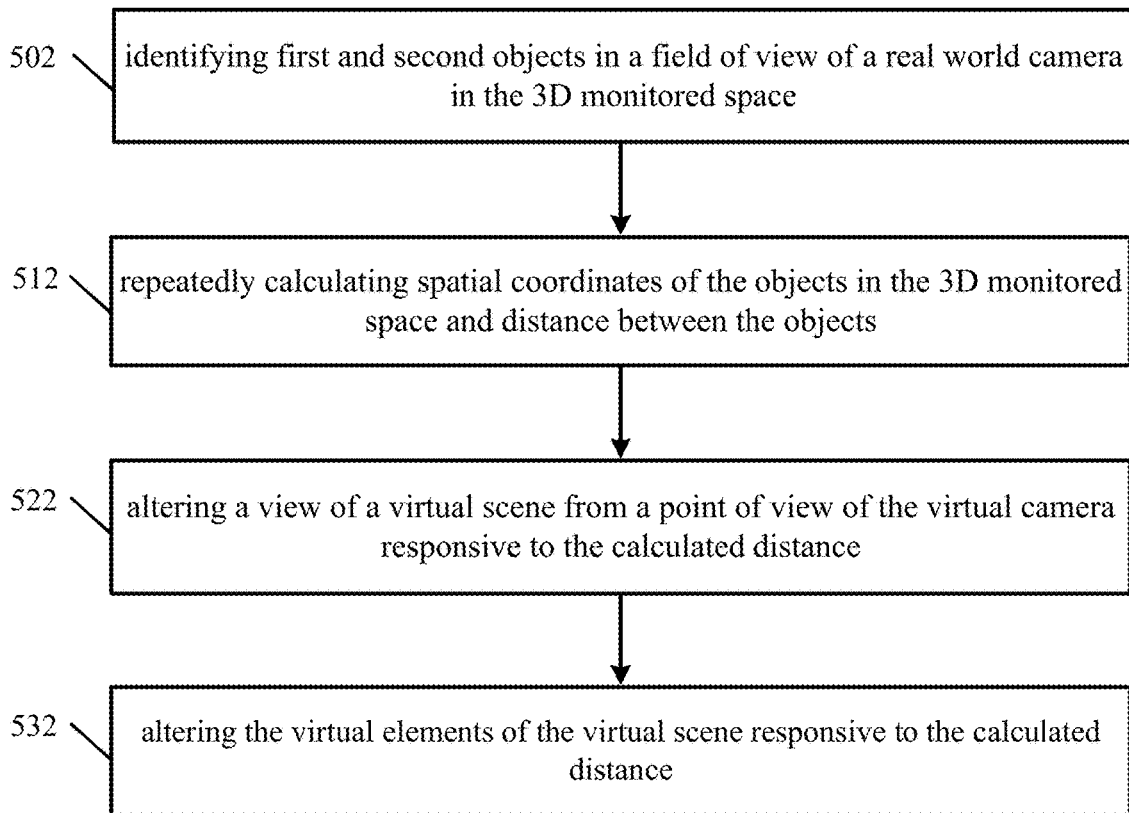 502
identifying first and second objects in a field of view of a real world camera
in the 3D monitored space
512
repeatedly calculating spatial coordinates of the objects in the 3D monitored
space and distance between the objects
522
altering a view of a virtual scene from a point of view of the virtual camera
responsive to the calculated distance
532
altering the virtual elements of the virtual scene responsive to the calculated
distance